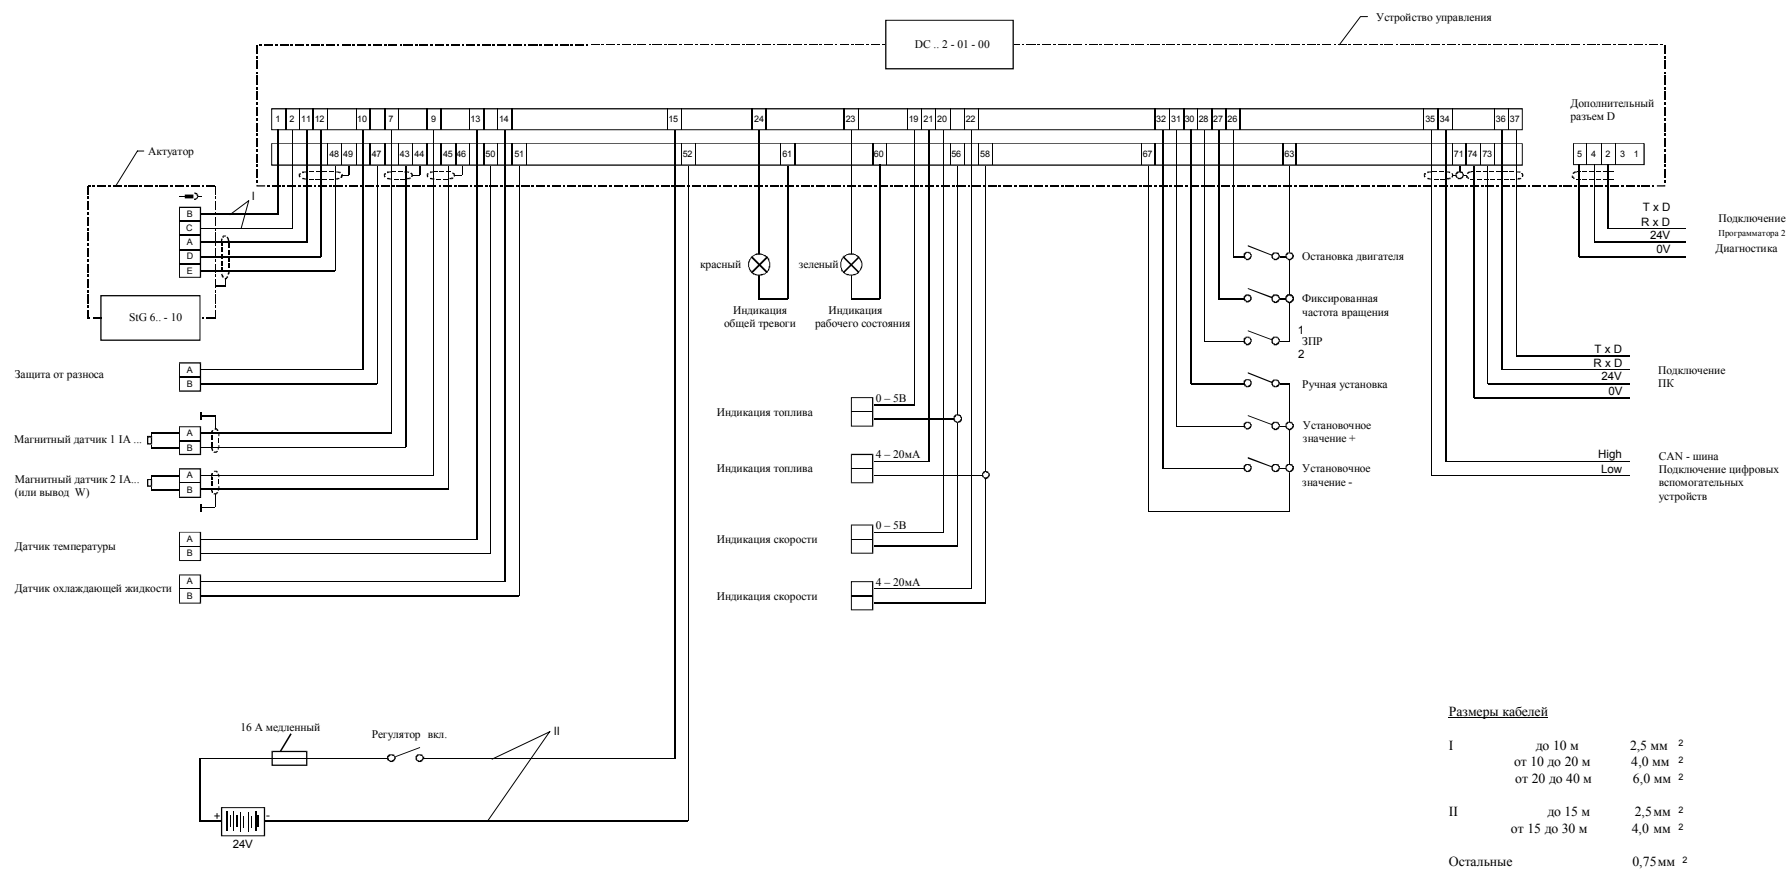 Устройство управления
DC .. 2 - 01 - 00
Дополнительный
разъем D
1 2 11 12 10 7 9 13 14 15 24 23 19 21 20 22 32 31 30 28 27 26 35 34 36 37
48 49 47 43 44 45 46 50 51 52 61 60 56 58 67 63 71 74 73
5 4 2 3 1
Актуатор
I
B
C
A
D
E
StG 6.. - 10
Защита от разноса
A
B
Магнитный датчик 1 IA ...
A
B
Магнитный датчик 2 IA...
(или вывод W)
A
B
Датчик температуры
A
B
Датчик охлаждающей жидкости
A
B
красный
Индикация
общей тревоги
зеленый
Индикация
рабочего состояния
Индикация топлива
0 – 5В
Индикация топлива
4 – 20мА
Индикация скорости
0 – 5В
Индикация скорости
4 – 20мА
Остановка двигателя
Фиксированная
частота вращения
1
ЗПР
2
Ручная установка
Установочное
значение +
Установочное
значение -
T x D
R x D
24V
0V
Подключение
Программатора 2
Диагностика
T x D
R x D
24V
0V
Подключение
ПК
High
Low
CAN - шина
Подключение цифровых
вспомогательных
устройств
16 А медленный
Регулятор вкл.
II
+
-
24V
Размеры кабелей
I до 10 м 2,5 мм 2
от 10 до 20 м 4,0 мм 2
от 20 до 40 м 6,0 мм 2
II до 15 м 2,5мм 2
от 15 до 30 м 4,0 мм 2
Остальные 0,75мм 2